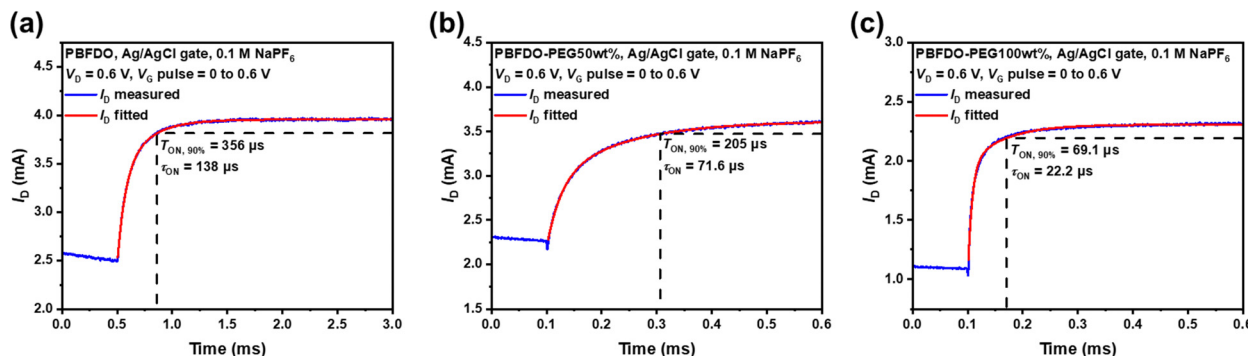 (a)
PBFDO, Ag/AgCl gate, 0.1 M NaPF6
VD = 0.6 V, VG pulse = 0 to 0.6 V
ID measured
ID fitted
TON, 90% = 356 μs
τON = 138 μs
4.5
4.0
3.5
3.0
2.5
2.0
ID (mA)
0.0 0.5 1.0 1.5 2.0 2.5 3.0
Time (ms)
(b)
PBFDO-PEG50wt%, Ag/AgCl gate, 0.1 M NaPF6
VD = 0.6 V, VG pulse = 0 to 0.6 V
ID measured
ID fitted
TON, 90% = 205 μs
τON = 71.6 μs
4.5
4.0
3.5
3.0
2.5
2.0
1.5
ID (mA)
0.0 0.1 0.2 0.3 0.4 0.5 0.6
Time (ms)
(c)
PBFDO-PEG100wt%, Ag/AgCl gate, 0.1 M NaPF6
VD = 0.6 V, VG pulse = 0 to 0.6 V
ID measured
ID fitted
TON, 90% = 69.1 μs
τON = 22.2 μs
3.0
2.5
2.0
1.5
1.0
ID (mA)
0.0 0.1 0.2 0.3 0.4 0.5 0.6
Time (ms)